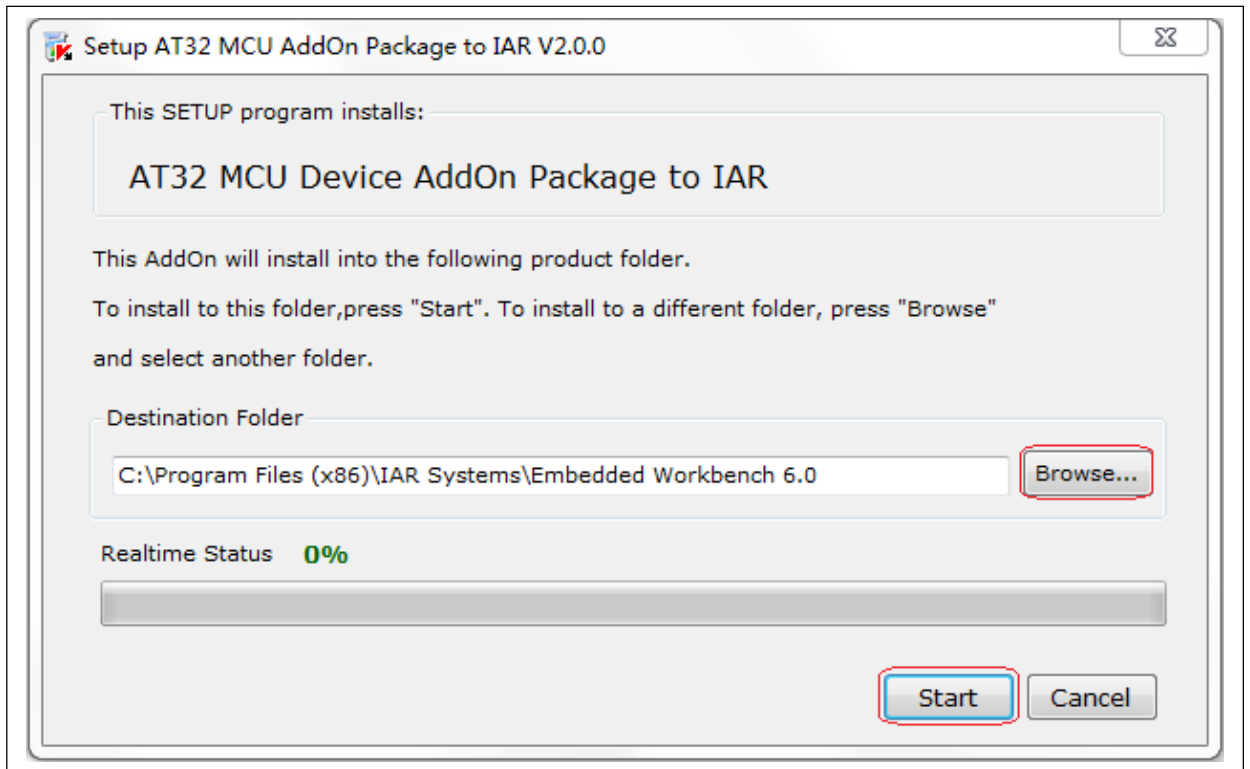 Setup AT32 MCU AddOn Package to IAR V2.0.0
This SETUP program installs:
AT32 MCU Device AddOn Package to IAR
This AddOn will install into the following product folder.
To install to this folder,press "Start". To install to a different folder, press "Browse"
and select another folder.
Destination Folder
C:\Program Files (x86)\IAR Systems\Embedded Workbench 6.0
Browse...
Realtime Status 0%
Start Cancel